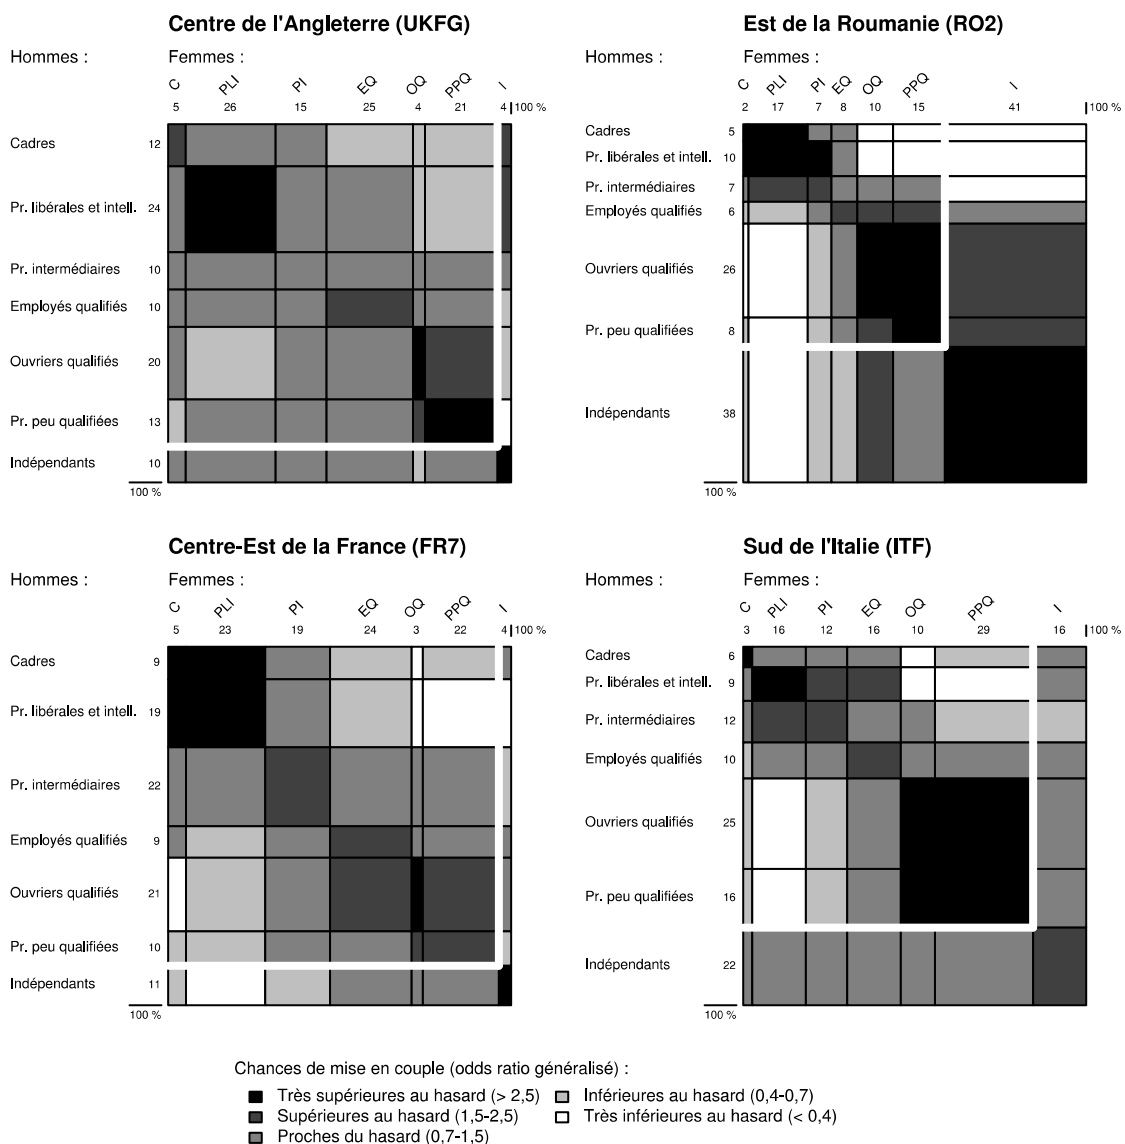 Centre de l'Angleterre (UKFG)
Hommes :
Femmes :
C PLI PI EQ OQ PPQ I
5 26 15 25 4 21 4 100 %
Cadres 12
Pr. libérales et intell. 24
Pr. intermédiaires 10
Employés qualifiés 10
Ouvriers qualifiés 20
Pr. peu qualifiées 13
Indépendants 10
100 %
Est de la Roumanie (RO2)
Hommes :
Femmes :
C PLI PI EQ OQ PPQ I
2 17 7 8 10 15 41 100 %
Cadres 5
Pr. libérales et intell. 10
Pr. intermédiaires 7
Employés qualifiés 6
Ouvriers qualifiés 26
Pr. peu qualifiées 8
Indépendants 38
100 %
Centre-Est de la France (FR7)
Hommes :
Femmes :
C PLI PI EQ OQ PPQ I
5 23 19 24 3 22 4 100 %
Cadres 9
Pr. libérales et intell. 19
Pr. intermédiaires 22
Employés qualifiés 9
Ouvriers qualifiés 21
Pr. peu qualifiées 10
Indépendants 11
100 %
Sud de l'Italie (ITF)
Hommes :
Femmes :
C PLI PI EQ OQ PPQ I
3 16 12 16 10 29 16 100 %
Cadres 6
Pr. libérales et intell. 9
Pr. intermédiaires 12
Employés qualifiés 10
Ouvriers qualifiés 25
Pr. peu qualifiées 16
Indépendants 22
100 %
Chances de mise en couple (odds ratio généralisé) :
Très supérieures au hasard (> 2,5)
Supérieures au hasard (1,5-2,5)
Proches du hasard (0,7-1,5)
Inférieures au hasard (0,4-0,7)
Très inférieures au hasard (< 0,4)